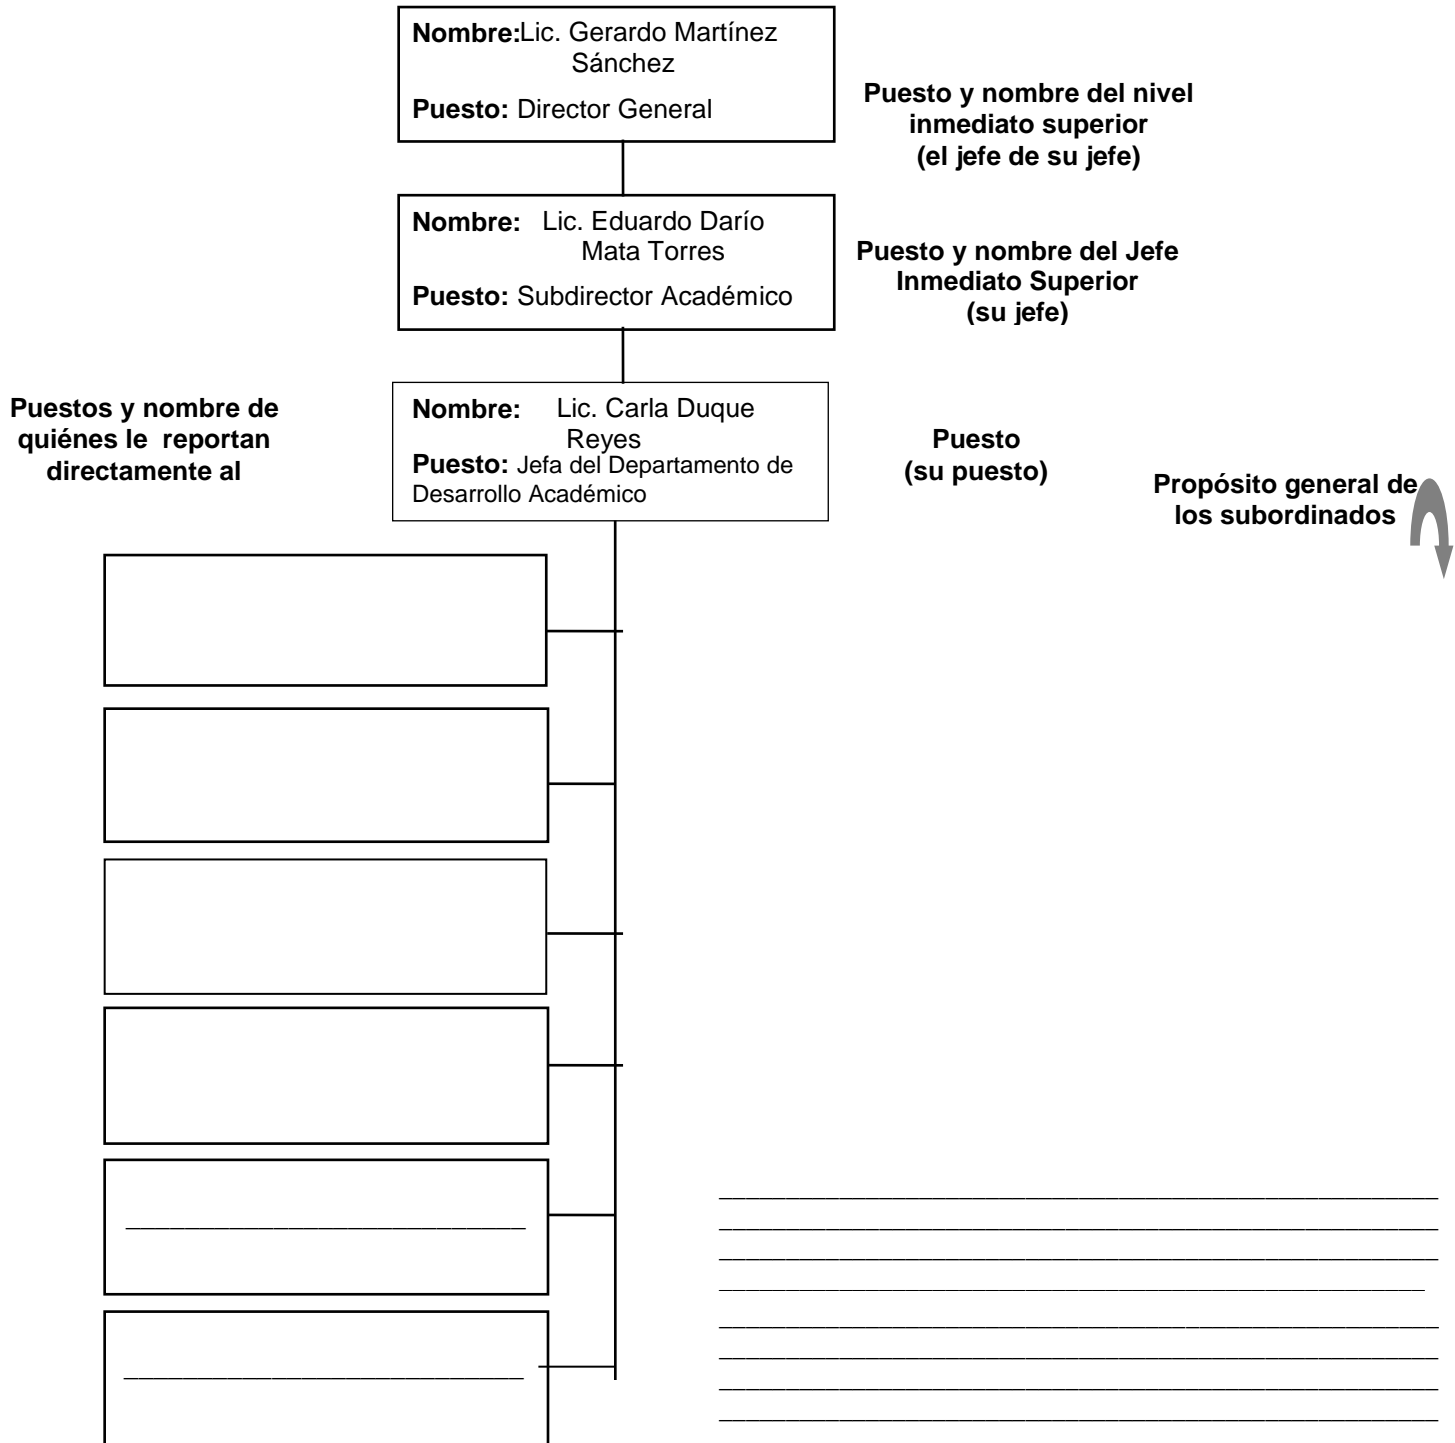 Nombre:Lic. Gerardo Martínez
Sánchez
Puesto: Director General
Puesto y nombre del nivel
inmediato superior
(el jefe de su jefe)
Nombre: Lic. Eduardo Darío
Mata Torres
Puesto: Subdirector Académico
Puesto y nombre del Jefe
Inmediato Superior
(su jefe)
Puestos y nombre de
quiénes le reportan
directamente al
Nombre: Lic. Carla Duque
Reyes
Puesto: Jefa del Departamento de
Desarrollo Académico
Puesto
(su puesto)
Propósito general de
los subordinados